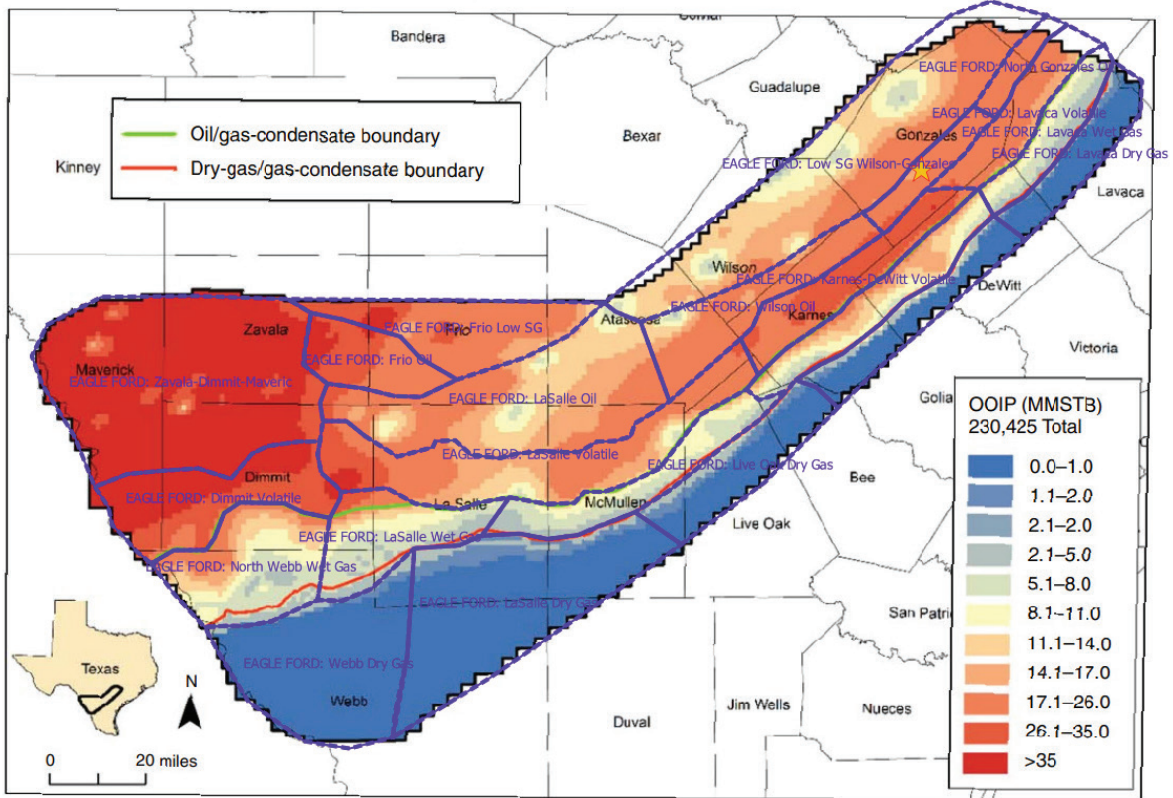 Bandera
Guadalupe
Bexar
Kinney
Oil/gas-condensate boundary
Dry-gas/gas-condensate boundary
EAGLE FORD: North Gonzales
EAGLE FORD: Lavaca Volatile
Gonzales
EAGLE FORD: Lavaca Wet Gas
EAGLE FORD: Lavaca Dry Gas
EAGLE FORD: Low SG Wilson-Gonzales
Lavaca
Wilson
EAGLE FORD: Karnes-DeWitt Volatile
DeWitt
EAGLE FORD: Wilson Oil
Atascosa
Karnes
Zavala
EAGLE FORD: Frio Low SG
Frio
EAGLE FORD: Frio Oil
Victoria
Maverick
EAGLE FORD: Zavala-Dimmit-Maveric
EAGLE FORD: LaSalle Oil
Golia
EAGLE FORD: LaSalle Volatile
EAGLE FORD: Live Oak Dry Gas
Dimmit
Bee
EAGLE FORD: Dimmit Volatile
La Salle
McMullen
Live Oak
EAGLE FORD: LaSalle Wet Gas
EAGLE FORD: North Webb Wet Gas
EAGLE FORD: LaSalle Dry Gas
San Patri
EAGLE FORD: Webb Dry Gas
Webb
Duval
Jim Wells
Nueces
OOIP (MMSTB)
230,425 Total
0.0–1.0
1.1–2.0
2.1–2.0
2.1–5.0
5.1–8.0
8.1–11.0
11.1–14.0
14.1–17.0
17.1–26.0
26.1–35.0
>35
Texas
N
0 20 miles